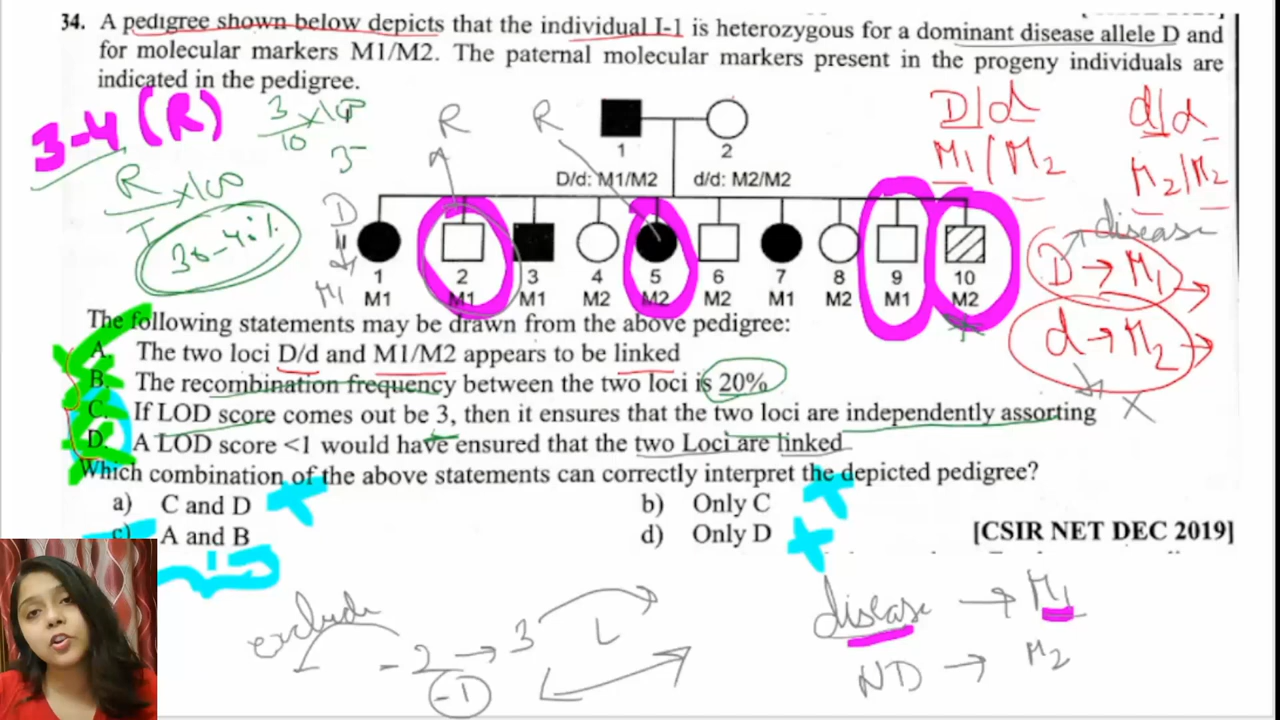 34. A pedigree shown below depicts that the individual I-1 is heterozygous for a dominant disease allele D and
for molecular markers M1/M2. The paternal molecular markers present in the progeny individuals are
indicated in the pedigree.
3-4 (R)
3/10 × 100
R R
D|d d|d
M1/M2 M2/M2
1 2
D/d: M1/M2 d/d: M2/M2
R/T × 100
30-40%
D
M1
disease
D → M1
d → M2
X
1 2 3 4 5 6 7 8 9 10
M1 M1 M1 M2 M2 M2 M1 M2 M1 M2
The following statements may be drawn from the above pedigree:
A. The two loci D/d and M1/M2 appears to be linked
B. The recombination frequency between the two loci is 20%
C. If LOD score comes out be 3, then it ensures that the two loci are independently assorting
D. A LOD score <1 would have ensured that the two Loci are linked
Which combination of the above statements can correctly interpret the depicted pedigree?
a) C and D b) Only C
c) A and B d) Only D
[CSIR NET DEC 2019]
exclude
-2 → 3 L
-1
disease → M1
ND → M2